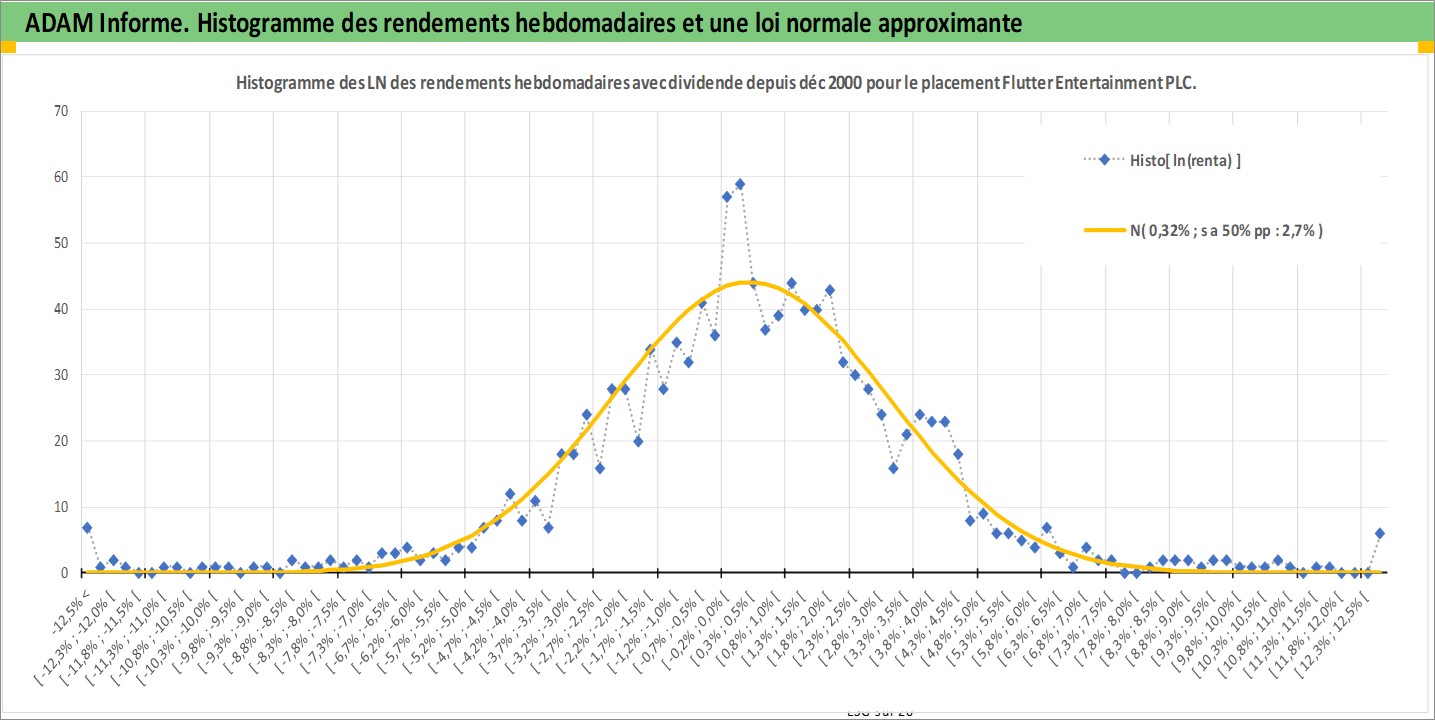 ADAM Informe. Histogramme des rendements hebdomadaires et une loi normale approximante
Histogramme des LN des rendements hebdomadaires avec dividende depuis déc 2000 pour le placement Flutter Entertainment PLC.
70
60
50
40
30
20
10
0
Histo[ ln(renta) ]
N( 0,32% ; s a 50% pp : 2,7% )
-12,5% <
[ -12,3% ; -12,0% [
[ -11,8% ; -11,5% [
[ -11,3% ; -11,0% [
[ -10,8% ; -10,5% [
[ -10,3% ; -10,0% [
[ -9,8% ; -9,5% [
[ -9,3% ; -9,0% [
[ -8,8% ; -8,5% [
[ -8,3% ; -8,0% [
[ -7,8% ; -7,5% [
[ -7,3% ; -7,0% [
[ -6,7% ; -6,5% [
[ -6,2% ; -6,0% [
[ -5,7% ; -5,5% [
[ -5,2% ; -5,0% [
[ -4,7% ; -4,5% [
[ -4,2% ; -4,0% [
[ -3,7% ; -3,5% [
[ -3,2% ; -3,0% [
[ -2,7% ; -2,5% [
[ -2,2% ; -2,0% [
[ -1,7% ; -1,5% [
[ -1,2% ; -1,0% [
[ -0,7% ; -0,5% [
[ -0,2% ; 0,0% [
[ 0,3% ; 0,5% [
[ 0,8% ; 1,0% [
[ 1,3% ; 1,5% [
[ 1,8% ; 2,0% [
[ 2,3% ; 2,5% [
[ 2,8% ; 3,0% [
[ 3,3% ; 3,5% [
[ 3,8% ; 4,0% [
[ 4,3% ; 4,5% [
[ 4,8% ; 5,0% [
[ 5,3% ; 5,5% [
[ 5,8% ; 6,0% [
[ 6,3% ; 6,5% [
[ 6,8% ; 7,0% [
[ 7,3% ; 7,5% [
[ 7,8% ; 8,0% [
[ 8,3% ; 8,5% [
[ 8,8% ; 9,0% [
[ 9,3% ; 9,5% [
[ 9,8% ; 10,0% [
[ 10,3% ; 10,5% [
[ 10,8% ; 11,0% [
[ 11,3% ; 11,5% [
[ 11,8% ; 12,0% [
[ 12,3% ; 12,5% [